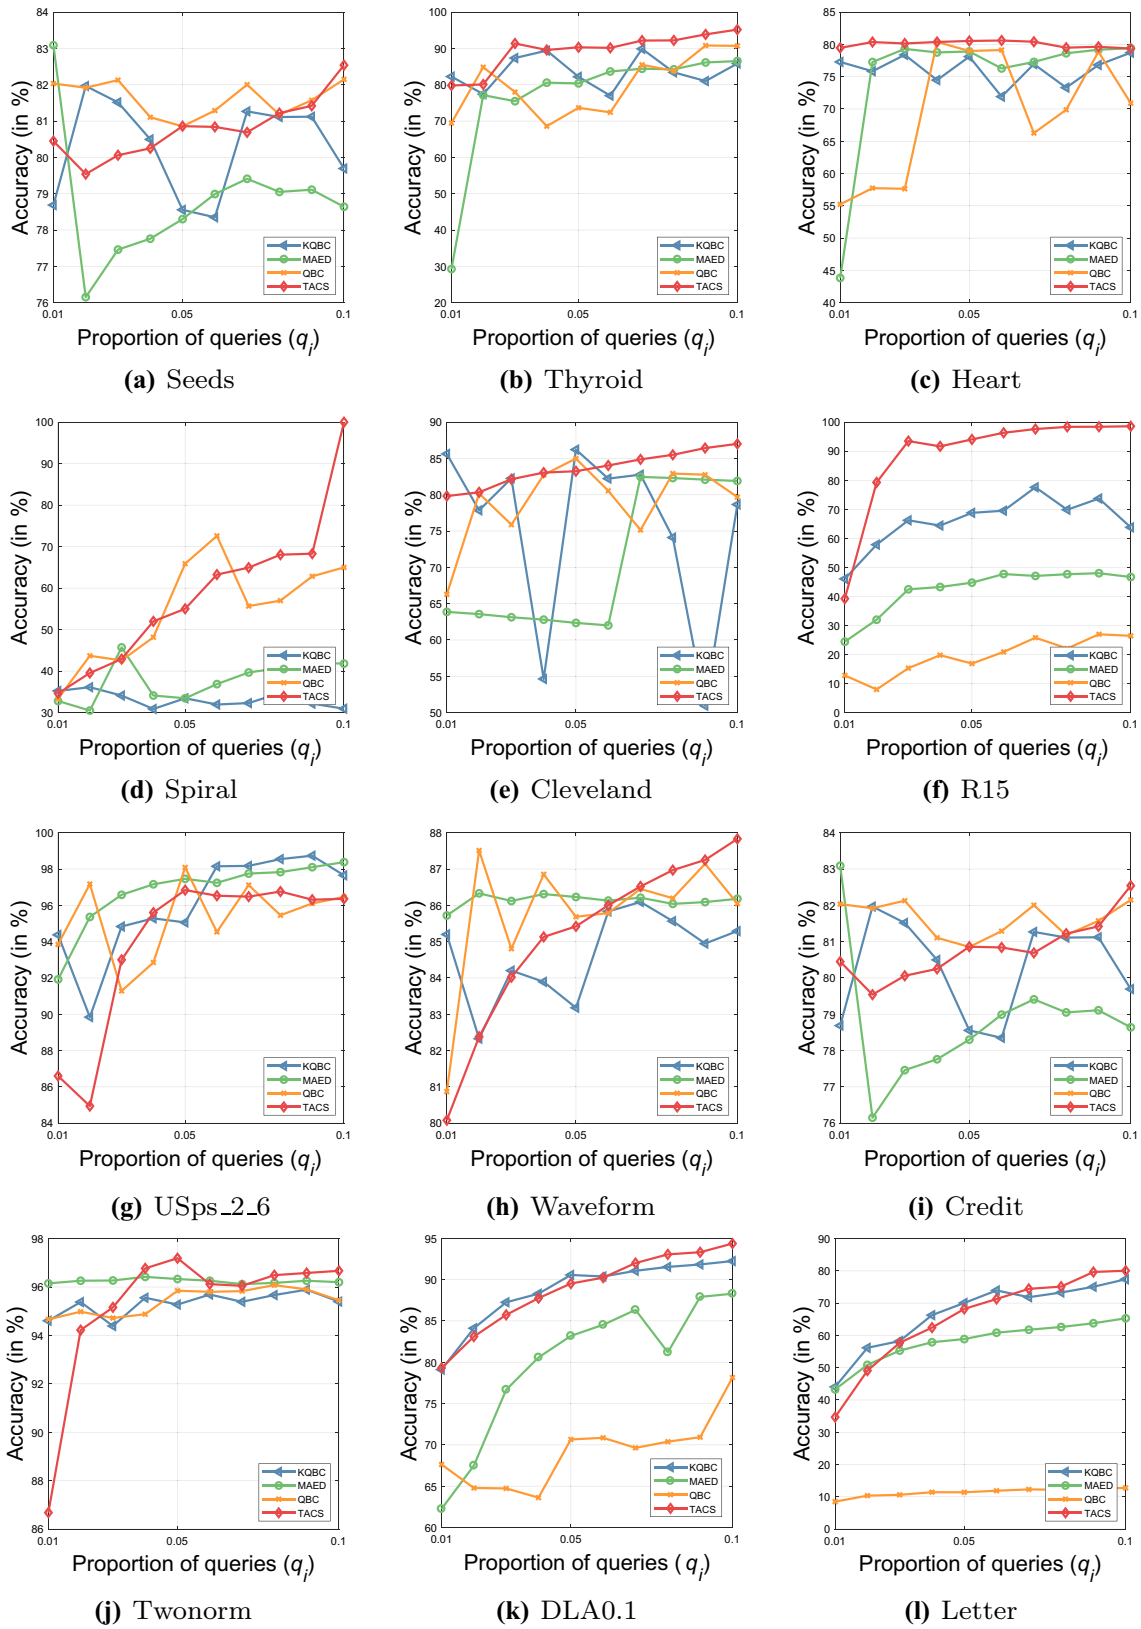 84
83
82
81
80
79
78
77
76
0.01
0.05
0.1
Accuracy (in %)
KQBC
MAED
QBC
TACS
Proportion of queries (q_i)
(a) Seeds
100
90
80
70
60
50
40
30
20
0.01
0.05
0.1
Accuracy (in %)
KQBC
MAED
QBC
TACS
Proportion of queries (q_i)
(b) Thyroid
85
80
75
70
65
60
55
50
45
40
0.01
0.05
0.1
Accuracy (in %)
KQBC
MAED
QBC
TACS
Proportion of queries (q_i)
(c) Heart
100
90
80
70
60
50
40
30
0.01
0.05
0.1
Accuracy (in %)
KQBC
MAED
QBC
TACS
Proportion of queries (q_i)
(d) Spiral
90
85
80
75
70
65
60
55
50
0.01
0.05
0.1
Accuracy (in %)
KQBC
MAED
QBC
TACS
Proportion of queries (q_i)
(e) Cleveland
100
90
80
70
60
50
40
30
20
10
0
0.01
0.05
0.1
Accuracy (in %)
KQBC
MAED
QBC
TACS
Proportion of queries (q_i)
(f) R15
100
98
96
94
92
90
88
86
84
0.01
0.05
0.1
Accuracy (in %)
KQBC
MAED
QBC
TACS
Proportion of queries (q_i)
(g) USps_2_6
88
87
86
85
84
83
82
81
80
0.01
0.05
0.1
Accuracy (in %)
KQBC
MAED
QBC
TACS
Proportion of queries (q_i)
(h) Waveform
84
83
82
81
80
79
78
77
76
0.01
0.05
0.1
Accuracy (in %)
KQBC
MAED
QBC
TACS
Proportion of queries (q_i)
(i) Credit
98
96
94
92
90
88
86
0.01
0.05
0.1
Accuracy (in %)
KQBC
MAED
QBC
TACS
Proportion of queries (q_i)
(j) Twonorm
95
90
85
80
75
70
65
60
0.01
0.05
0.1
Accuracy (in %)
KQBC
MAED
QBC
TACS
Proportion of queries ( q_i)
(k) DLA0.1
90
80
70
60
50
40
30
20
10
0
0.01
0.05
0.1
Accuracy (in %)
KQBC
MAED
QBC
TACS
Proportion of queries (q_i)
(l) Letter